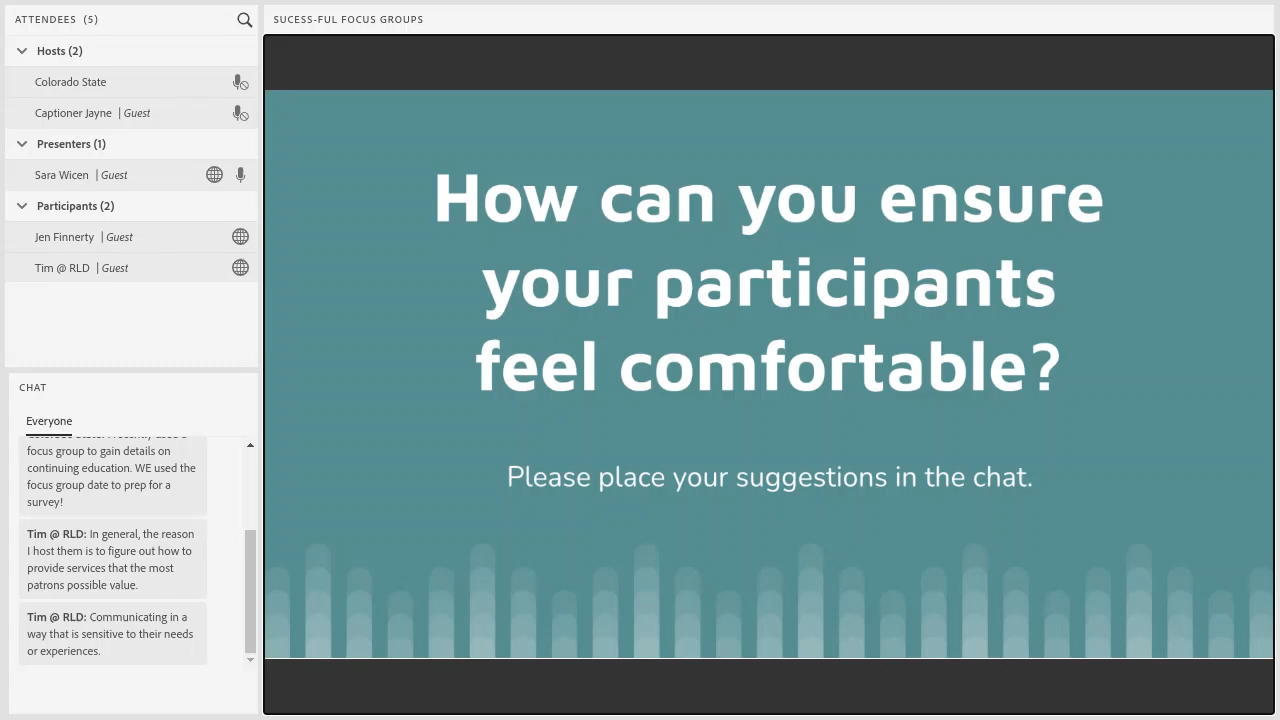 ATTENDEES (5)
Hosts (2)
Colorado State
Captioner Jayne | Guest
Presenters (1)
Sara Wicen | Guest
Participants (2)
Jen Finnerty | Guest
Tim @ RLD | Guest
CHAT
Everyone
focus group to gain details on
continuing education. WE used the
focus group date to prep for a
survey!
Tim @ RLD: In general, the reason
I host them is to figure out how to
provide services that the most
patrons possible value.
Tim @ RLD: Communicating in a
way that is sensitive to their needs
or experiences.
SUCESS-FUL FOCUS GROUPS
How can you ensure
your participants
feel comfortable?
Please place your suggestions in the chat.